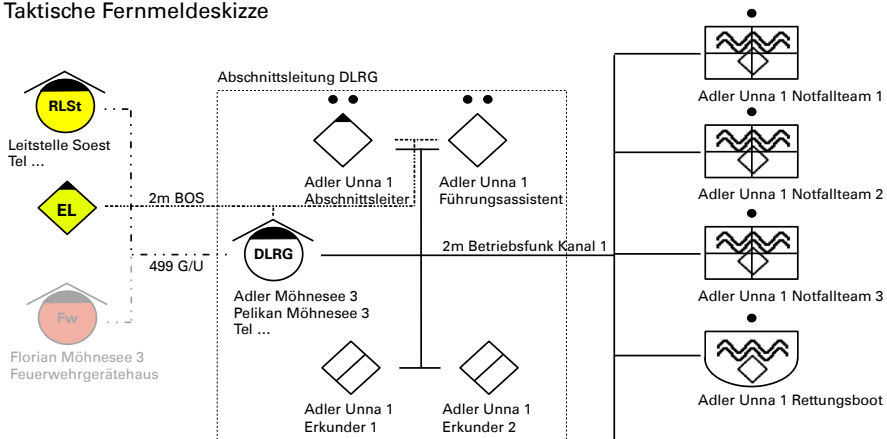 Taktische Fernmeldeskizze
RLSt
Leitstelle Soest
Tel ...
EL
Fw
Florian Möhnesee 3
Feuerwehrgerätehaus
2m BOS
499 G/U
Abschnittsleitung DLRG
Adler Unna 1
Abschnittsleiter
Adler Unna 1
Führungsassistent
DLRG
Adler Möhnesee 3
Pelikan Möhnesee 3
Tel ...
2m Betriebsfunk Kanal 1
Adler Unna 1
Erkunder 1
Adler Unna 1
Erkunder 2
Adler Unna 1 Notfallteam 1
Adler Unna 1 Notfallteam 2
Adler Unna 1 Notfallteam 3
Adler Unna 1 Rettungsboot